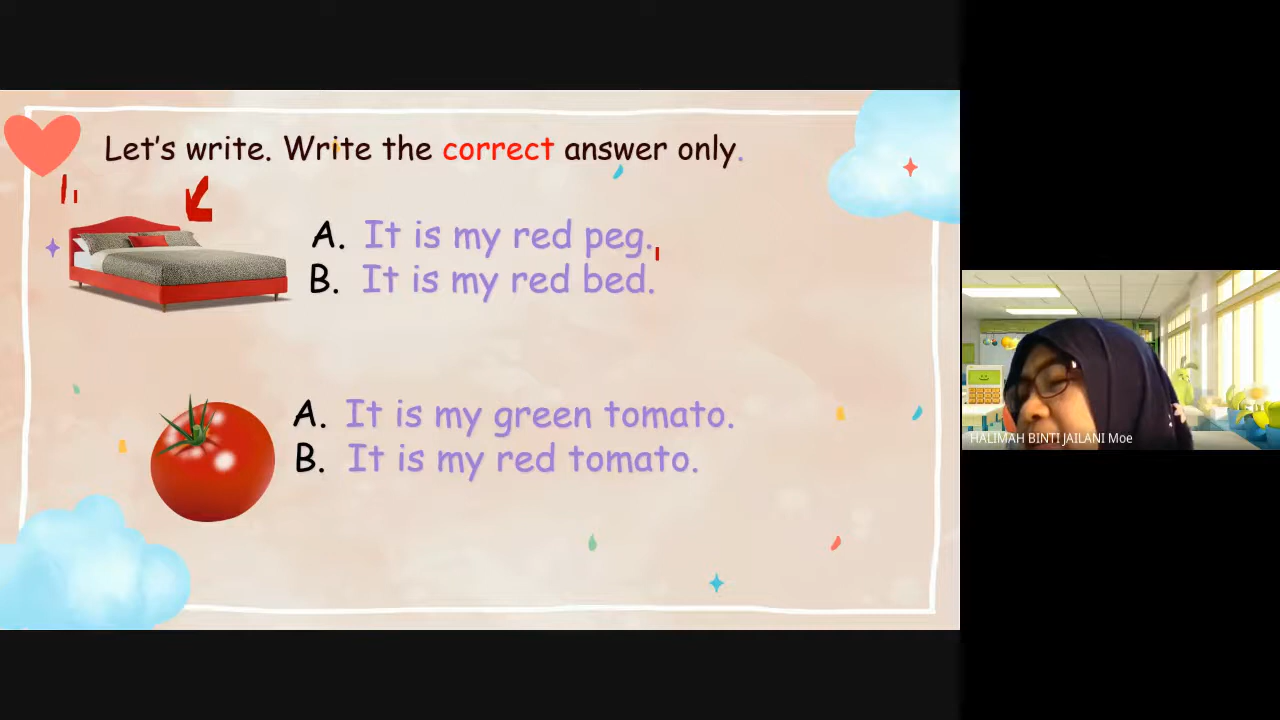 Let's write. Write the correct answer only.
A. It is my red peg.
B. It is my red bed.
A. It is my green tomato.
B. It is my red tomato.
HALIMAH BINTI JAILANI Moe